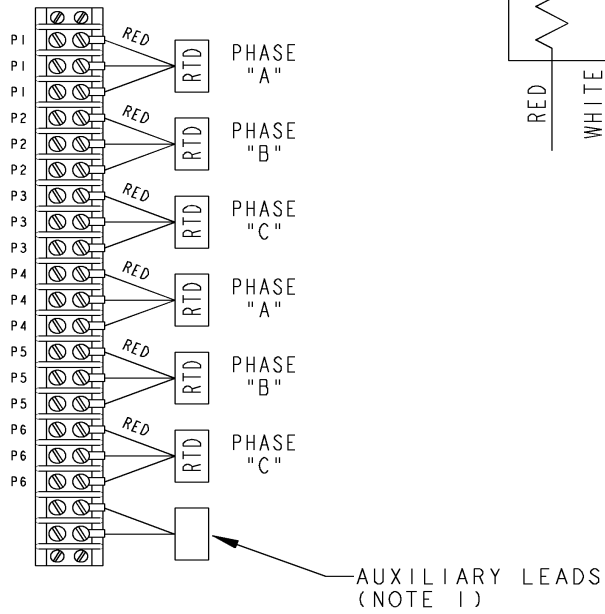 P1 RED
P1 RTD PHASE "A"
P1
P2 RED
P2 RTD PHASE "B"
P2
P3 RED
P3 RTD PHASE "C"
P3
P4 RED
P4 RTD PHASE "A"
P4
P5 RED
P5 RTD PHASE "B"
P5
P6 RED
P6 RTD PHASE "C"
P6
RED
WHITE
AUXILIARY LEADS
(NOTE 1)